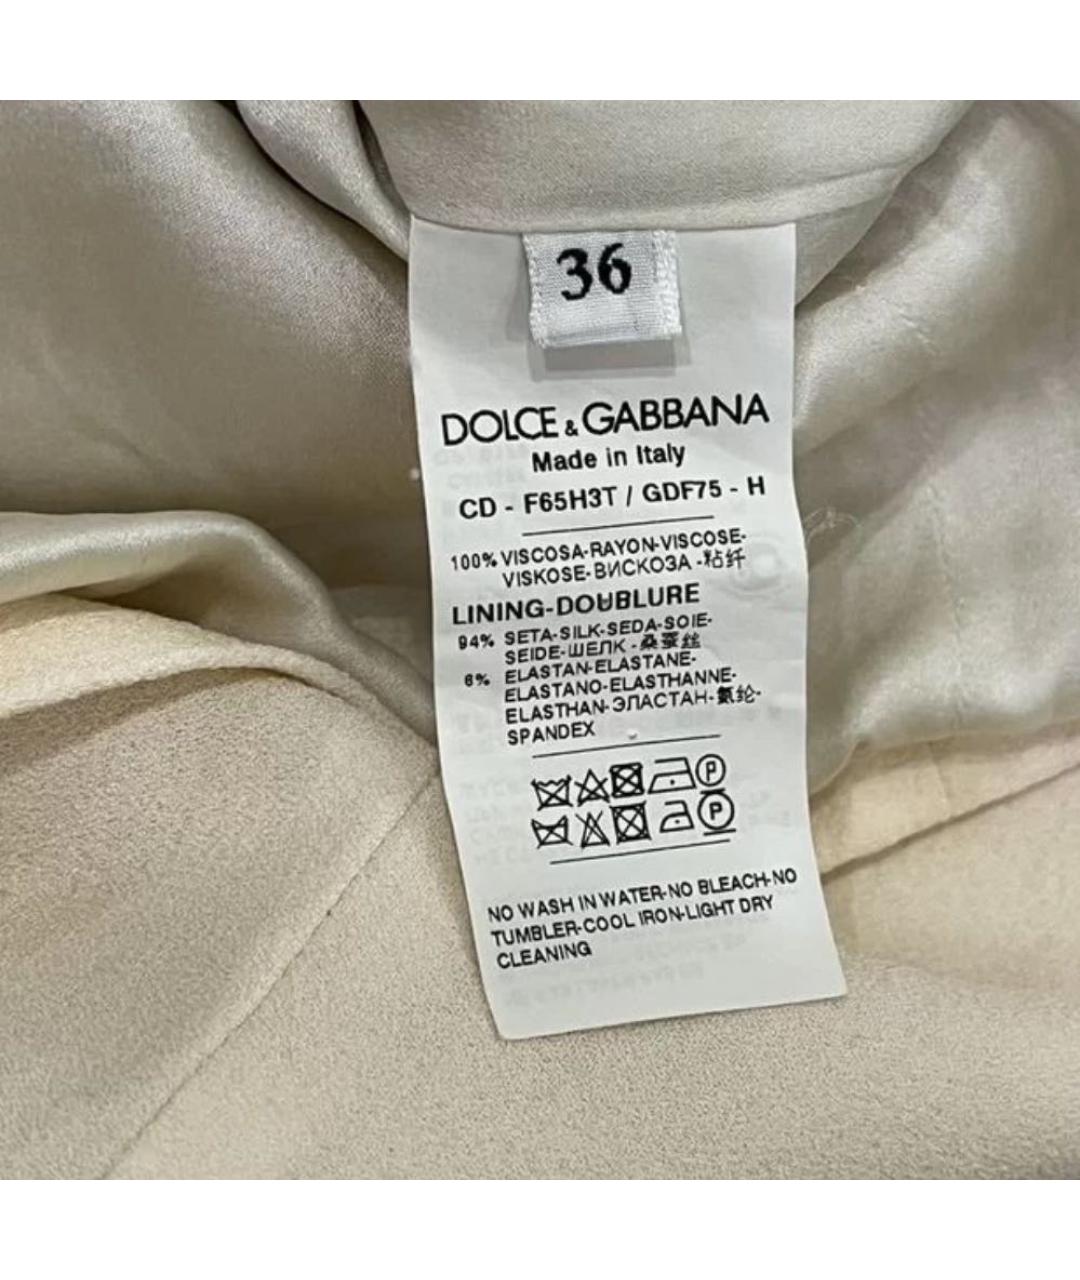 36
DOLCE & GABBANA
Made in Italy
CD - F65H3T / GDF75 - H
100% VISCOSA-RAYON-VISCOSE-
VISKOSE-ВИСКОЗА-粘纤
LINING-DOUBLURE
94% SETA-SILK-SEDA-SOIE-
SEIDE-ШЕЛК-桑蚕丝
6% ELASTAN-ELASTANE-
ELASTANO-ELASTHANNE-
ELASTHAN-ЭЛАСТАН-氨纶-
SPANDEX
P
P
NO WASH IN WATER-NO BLEACH-NO
TUMBLER-COOL IRON-LIGHT DRY
CLEANING